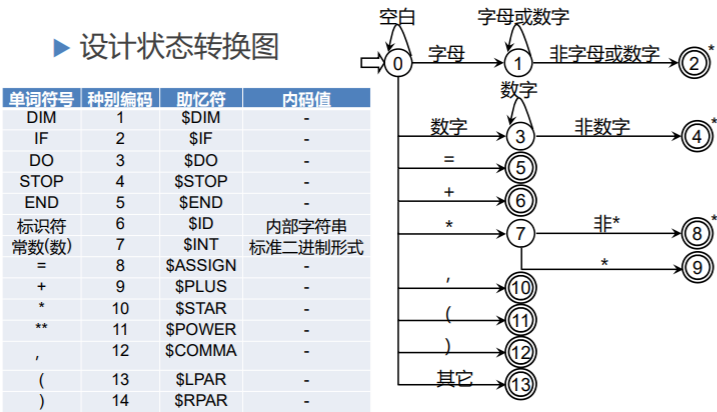 ▶ 设计状态转换图
单词符号 种别编码 助忆符 内码值
DIM 1 $DIM -
IF 2 $IF -
DO 3 $DO -
STOP 4 $STOP -
END 5 $END -
标识符 6 $ID 内部字符串
常数(数) 7 $INT 标准二进制形式
= 8 $ASSIGN -
+ 9 $PLUS -
* 10 $STAR -
** 11 $POWER -
, 12 $COMMA -
( 13 $LPAR -
) 14 $RPAR -
空白 字母或数字
0 字母 1 非字母或数字 2 *
数字
数字 3 非数字 4 *
= 5
+ 6
* 7 非* 8 *
* 9
, 10
( 11
) 12
其它 13